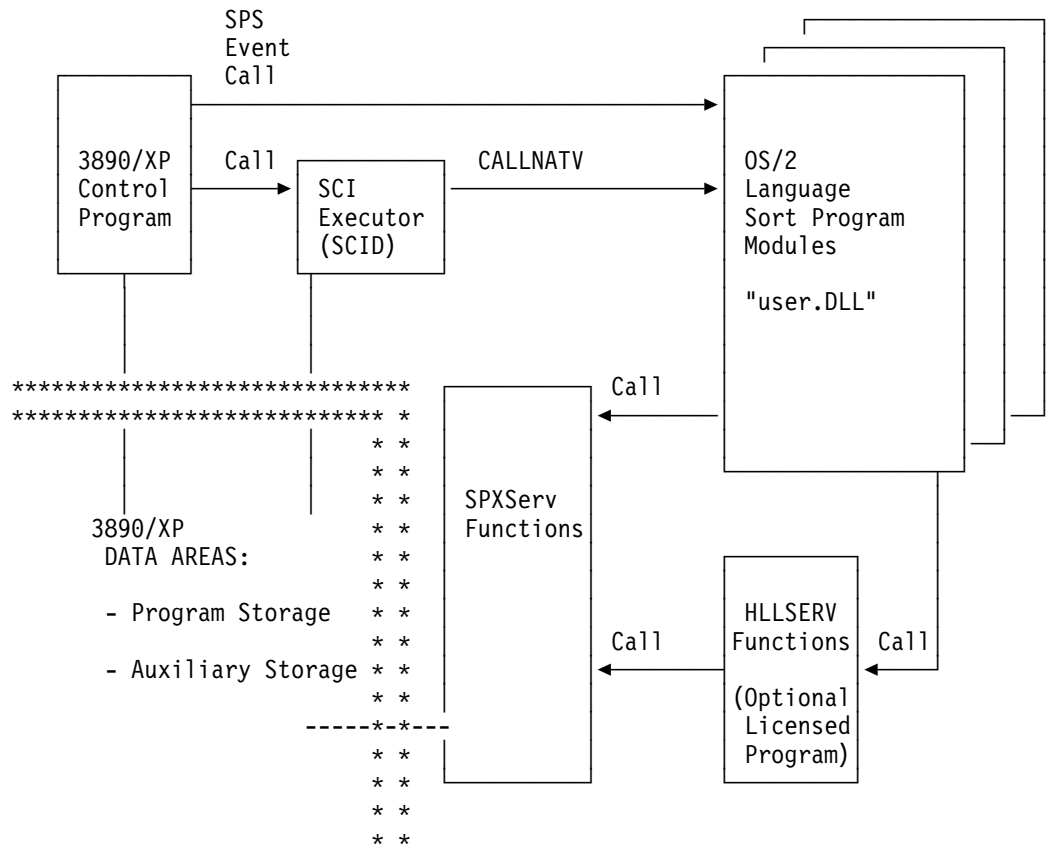 SPS
Event
Call
3890/XP
Control
Program
Call
SCI
Executor
(SCID)
CALLNATV
OS/2
Language
Sort Program
Modules
"user.DLL"
******************************
**************************** *
* *
* *
* *
* *
* *
* *
* *
* *
* *
* *
-----*-*---
* *
* *
* *
* *
Call
SPXServ
Functions
3890/XP
DATA AREAS:
- Program Storage
- Auxiliary Storage
Call
HLLSERV
Functions
(Optional
Licensed
Program)
Call